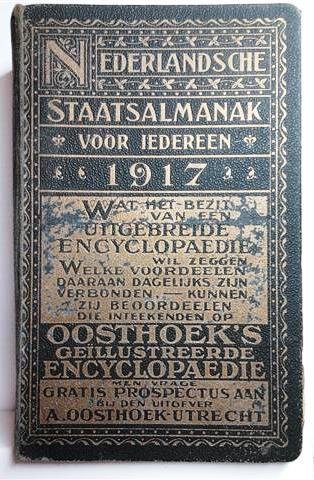 NEDERLANDSCHE
STAATSALMANAK
VOOR IEDEREEN
1917
WAT HET BEZIT
VAN EEN
UITGEBREIDE
ENCYCLOPAEDIE
WIL ZEGGEN,
WELKE VOORDEELEN
DAARAAN DAGELIJKS ZIJN
VERBONDEN, KUNNEN
ZIJ BEOORDEELEN
DIE INTEEKENDEN OP
OOSTHOEK'S
GEÏLLUSTREERDE
ENCYCLOPAEDIE
MEN VRAGE
GRATIS PROSPECTUS AAN
BIJ DEN UITGEVER
A. OOSTHOEK-UTRECHT